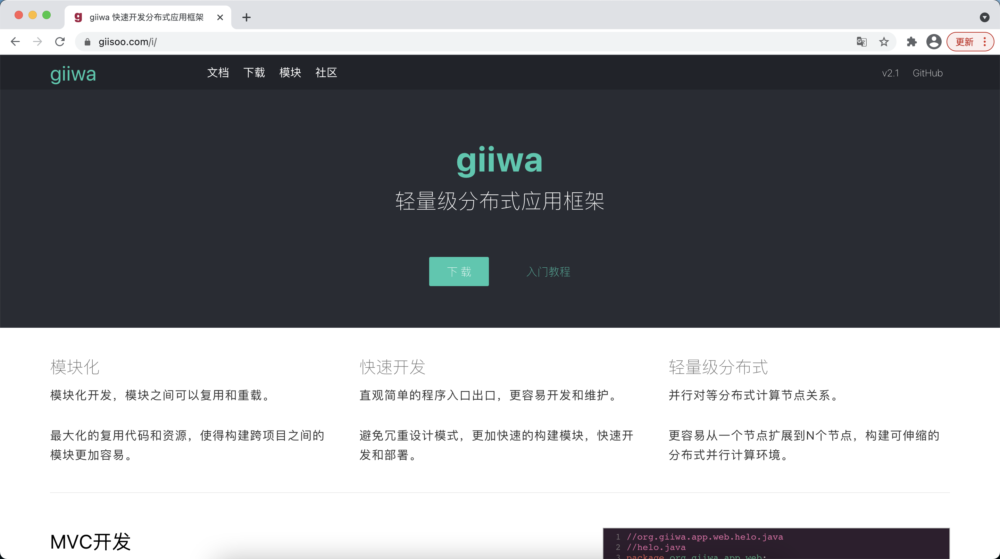 giiwa 快速开发分布式应用框架
giisoo.com/i/
更新
giiwa
文档 下载 模块 社区
v2.1 GitHub
giiwa
轻量级分布式应用框架
下 载
入门教程
模块化
模块化开发，模块之间可以复用和重载。
最大化的复用代码和资源，使得构建跨项目之间的
模块更加容易。
快速开发
直观简单的程序入口出口，更容易开发和维护。
避免冗重设计模式，更加快速的构建模块，快速开
发和部署。
轻量级分布式
并行对等分布式计算节点关系。
更容易从一个节点扩展到N个节点，构建可伸缩的
分布式并行计算环境。
MVC开发
1 //org.giiwa.app.web.helo.java
2 //helo.java
3 package org.giiwa.app.web;